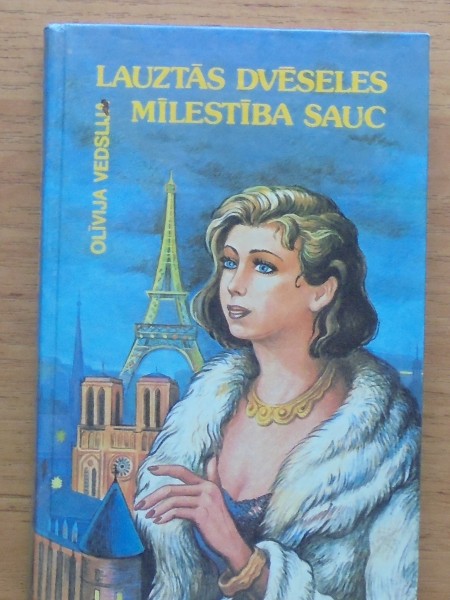 LAUZTĀS DVĒSELES
MĪLESTĪBA SAUC
OLĪVIJA VEDSLIJA